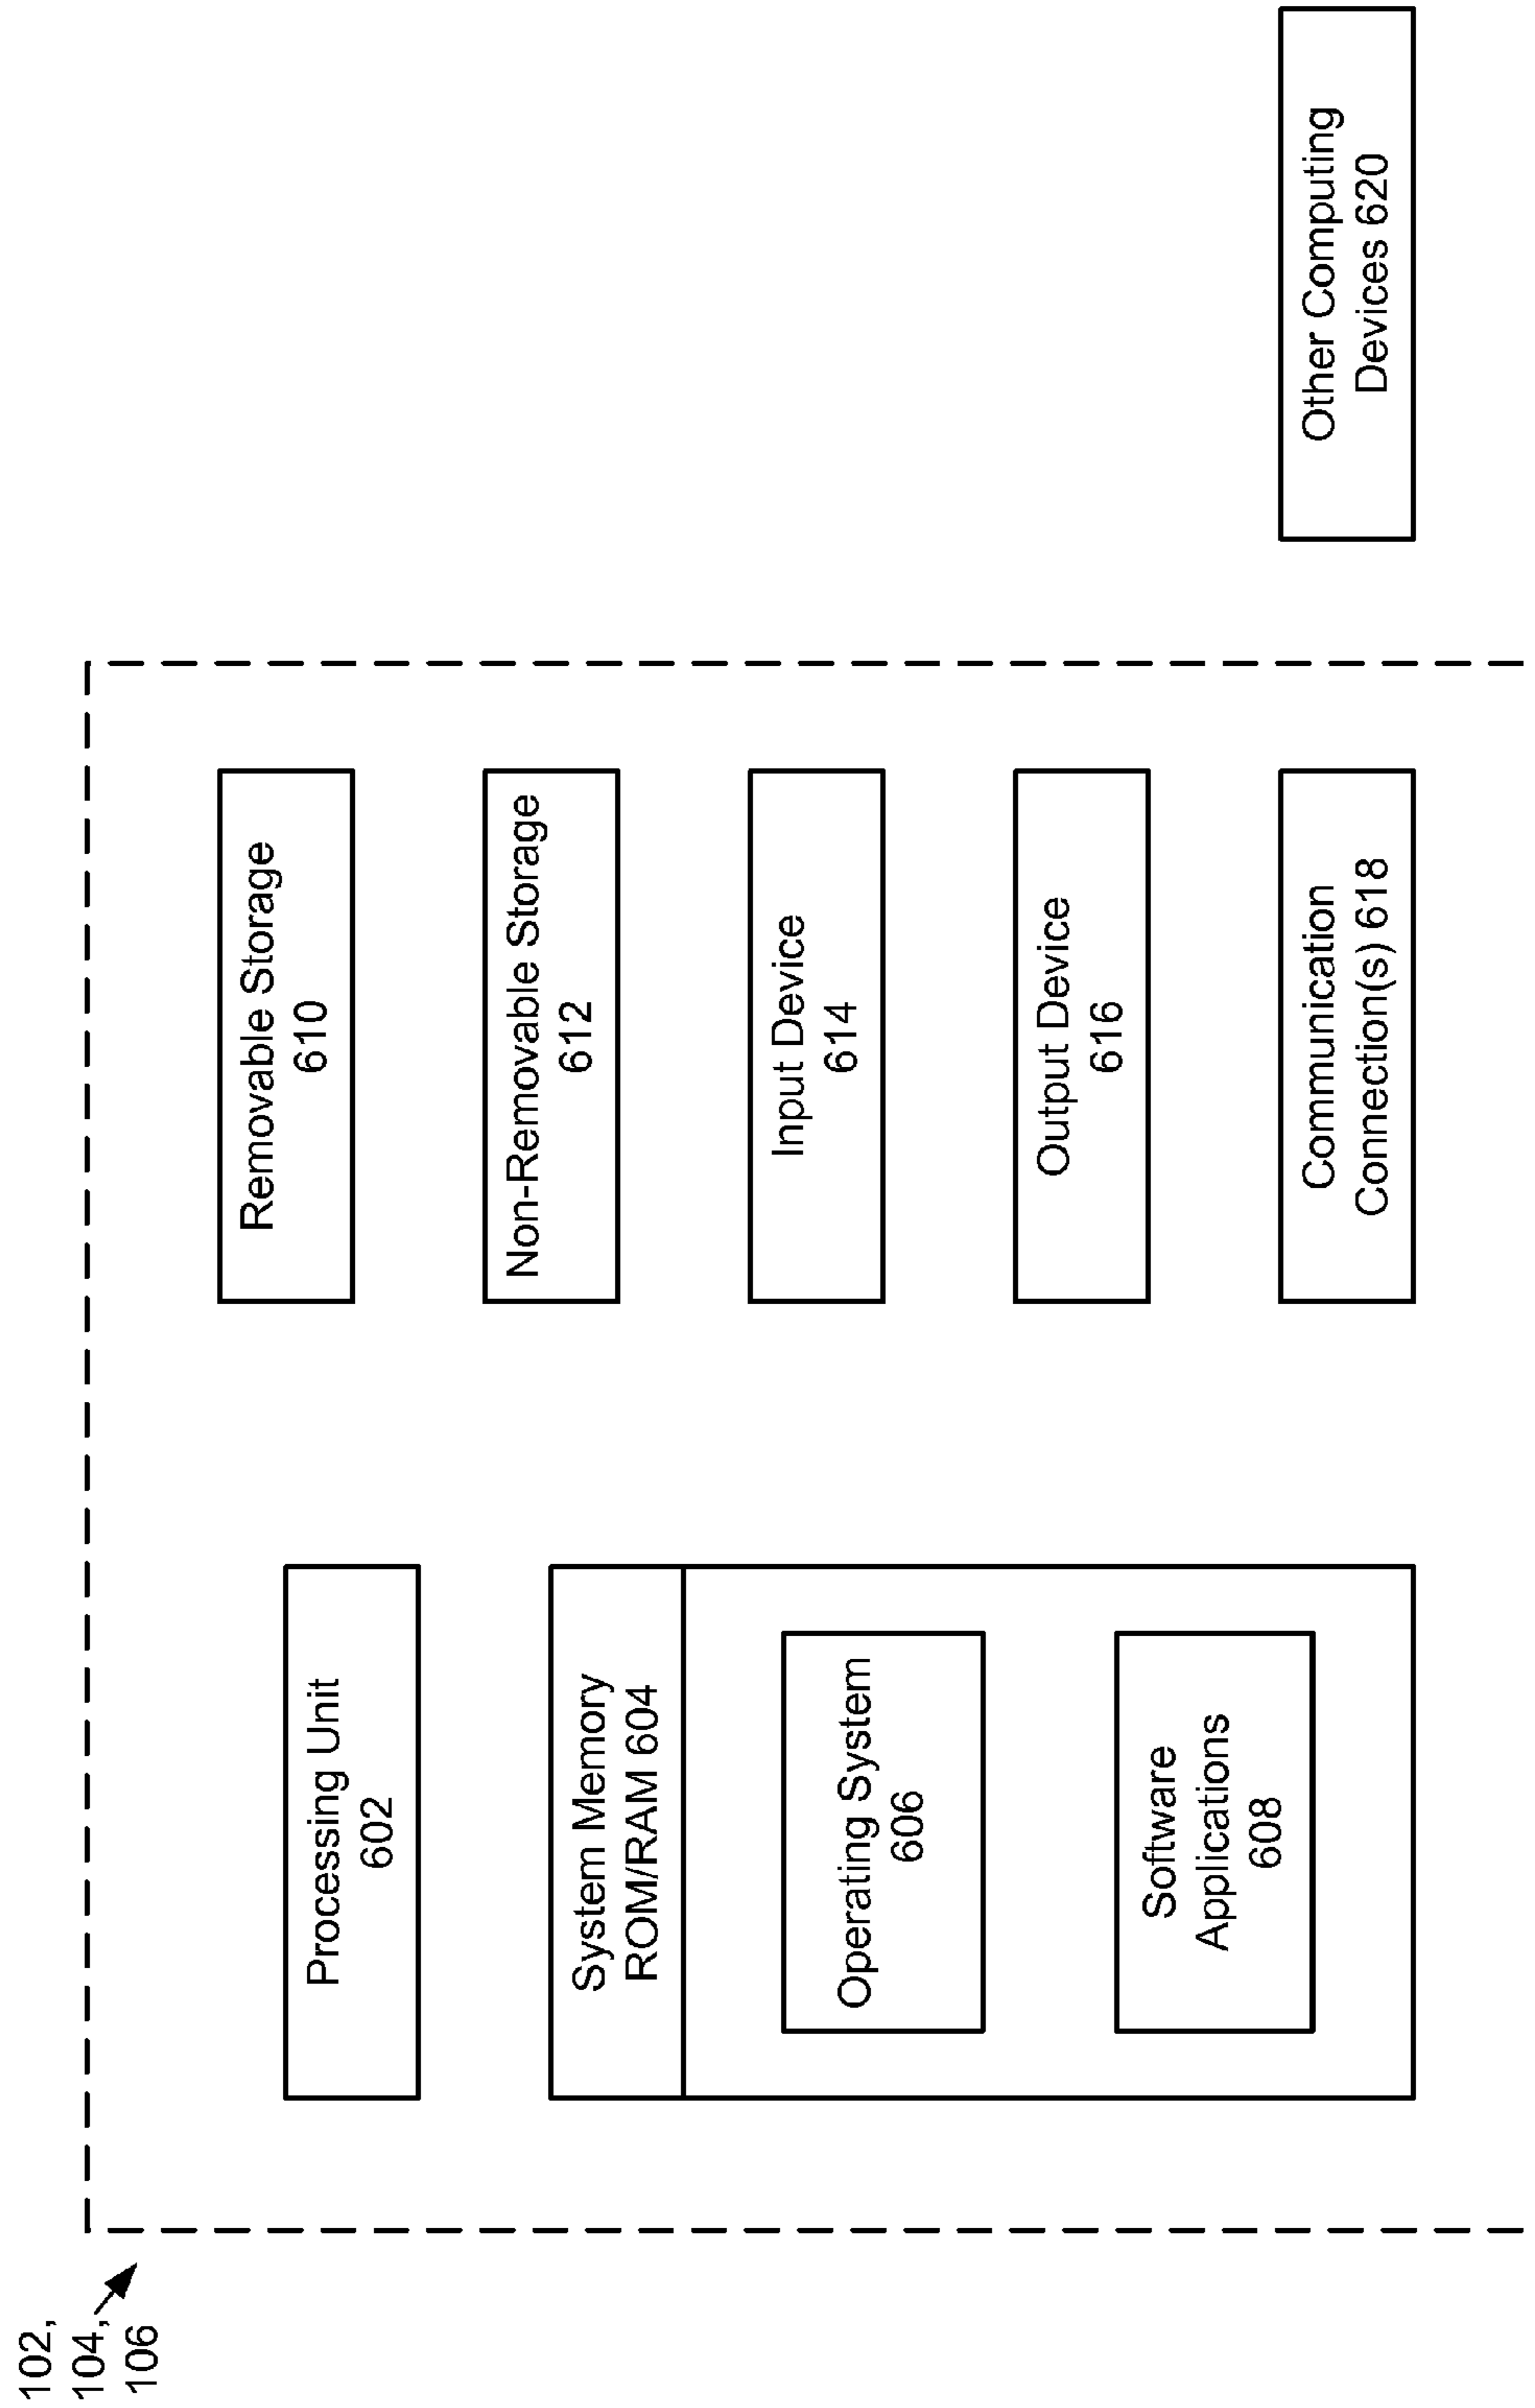 102,
104,
106
Processing Unit
602
System Memory
ROM/RAM 604
Operating System
606
Software
Applications
608
Removable Storage
610
Non-Removable Storage
612
Input Device
614
Output Device
616
Communication
Connection(s) 618
Other Computing
Devices 620